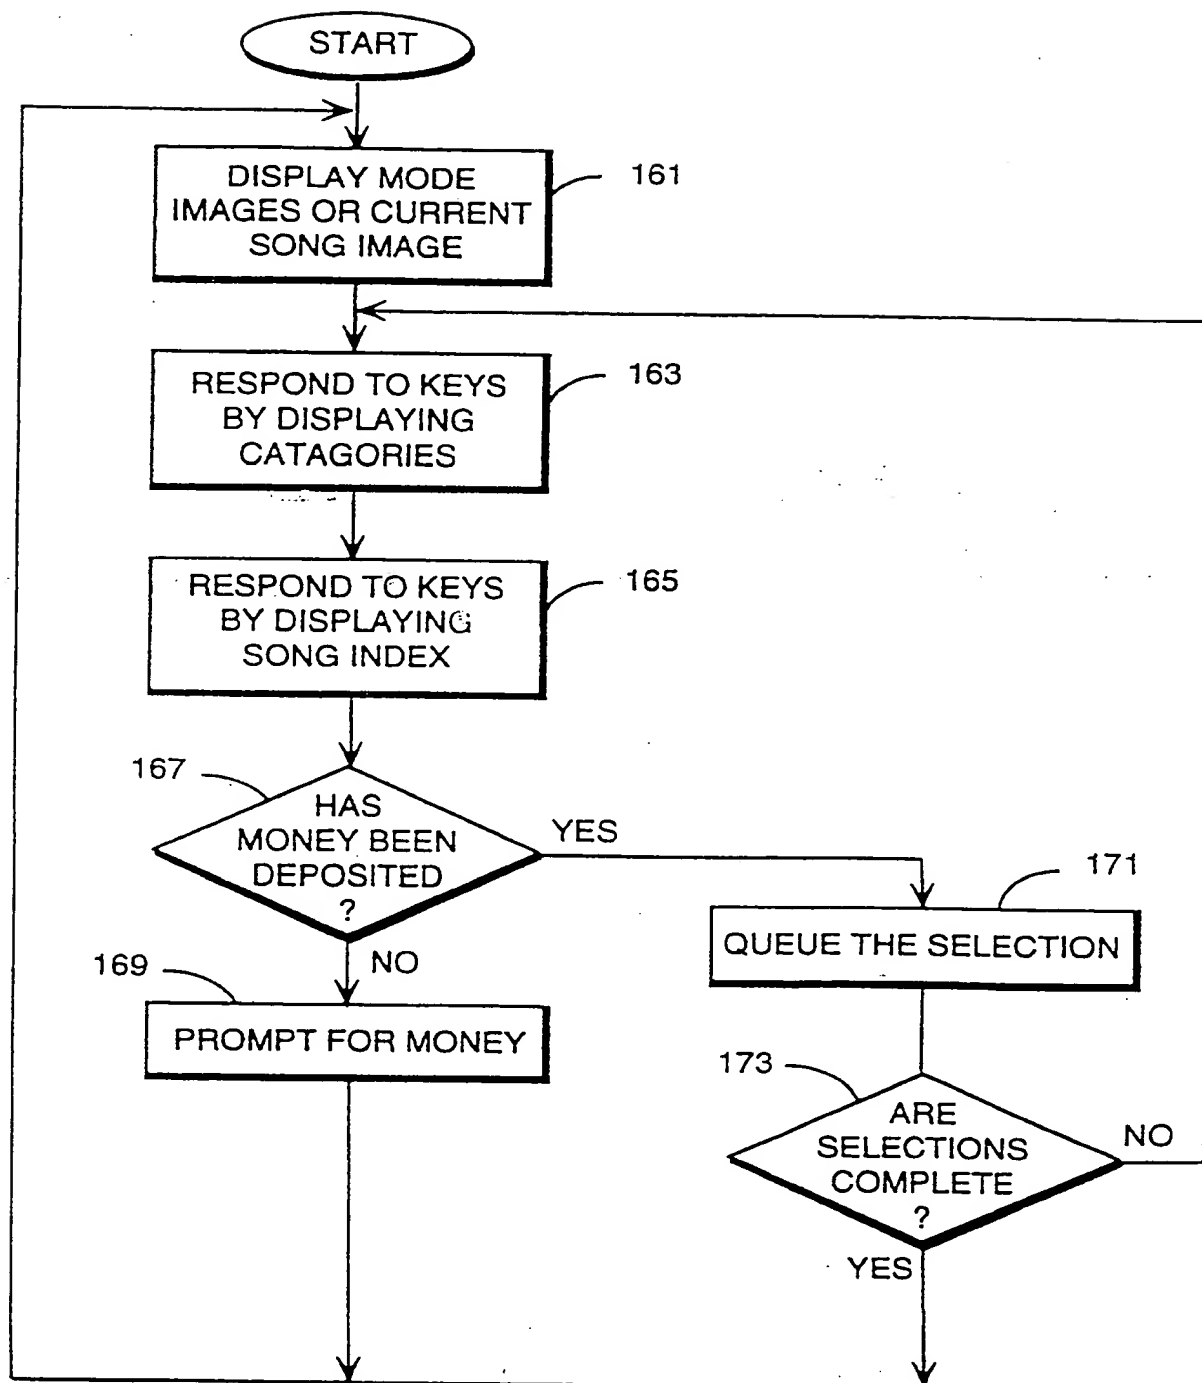 START
DISPLAY MODE
IMAGES OR CURRENT
SONG IMAGE
161
RESPOND TO KEYS
BY DISPLAYING
CATAGORIES
163
RESPOND TO KEYS
BY DISPLAYING
SONG INDEX
165
167
HAS
MONEY BEEN
DEPOSITED
?
YES
NO
171
QUEUE THE SELECTION
169
PROMPT FOR MONEY
173
ARE
SELECTIONS
COMPLETE
?
NO
YES